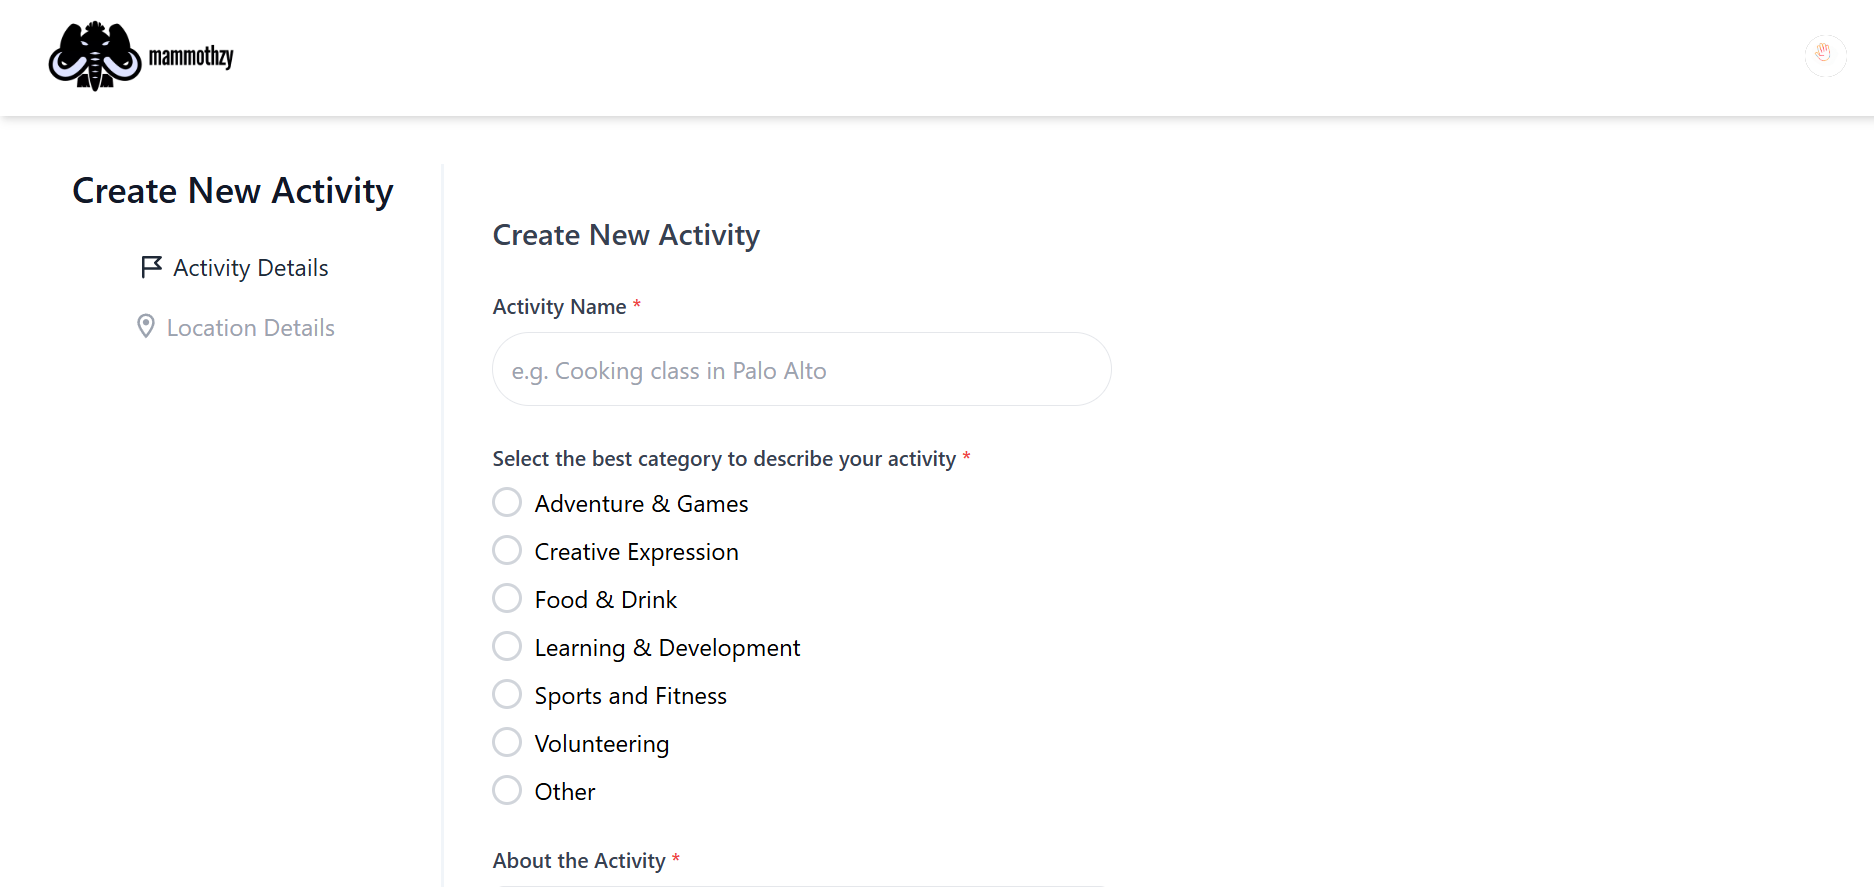 mammothzy
Create New Activity
Activity Details
Location Details
Create New Activity
Activity Name *
e.g. Cooking class in Palo Alto
Select the best category to describe your activity *
Adventure & Games
Creative Expression
Food & Drink
Learning & Development
Sports and Fitness
Volunteering
Other
About the Activity *